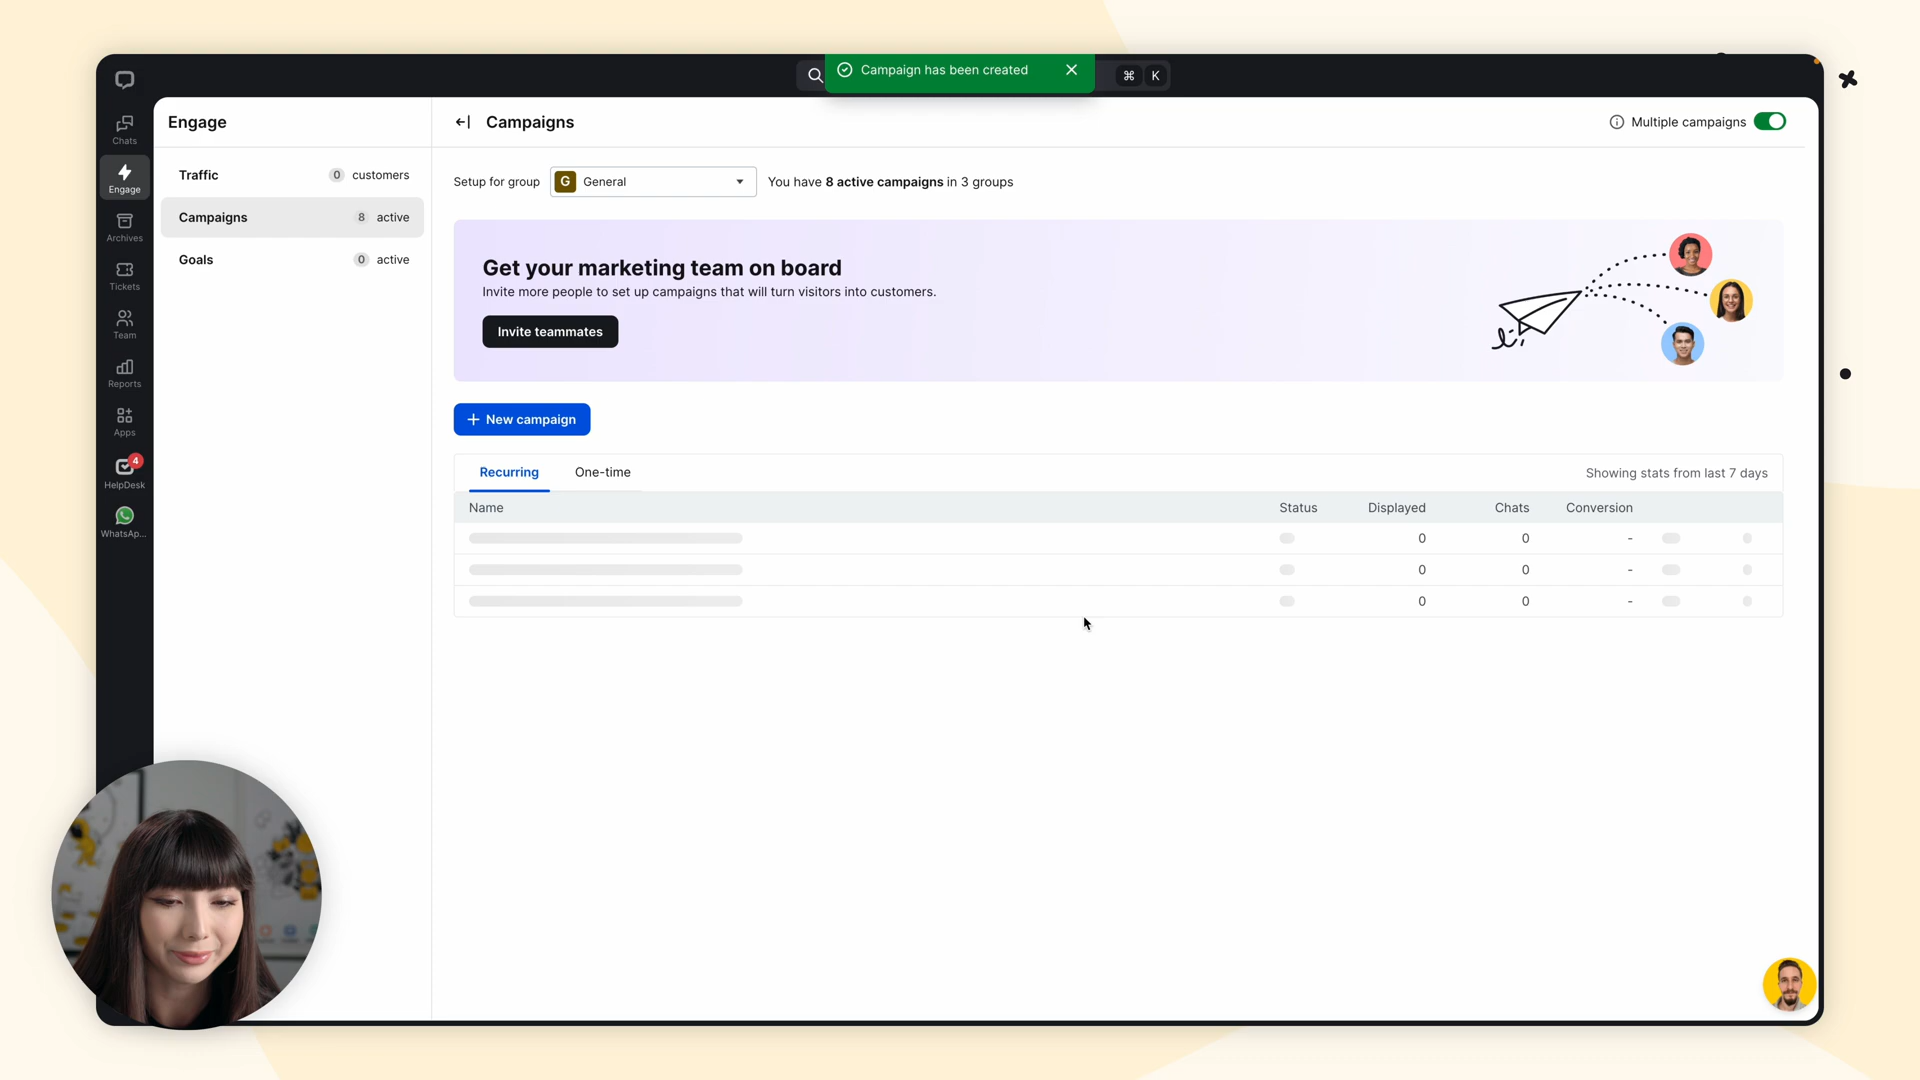 Campaign has been created
⌘ K
Chats
Engage
Archives
Tickets
Team
Reports
Apps
4
HelpDesk
WhatsAp...
Engage
Traffic 0 customers
Campaigns 8 active
Goals 0 active
Campaigns
Multiple campaigns
Setup for group G General You have 8 active campaigns in 3 groups
Get your marketing team on board
Invite more people to set up campaigns that will turn visitors into customers.
Invite teammates
+ New campaign
Recurring One-time Showing stats from last 7 days
Name Status Displayed Chats Conversion
0 0 -
0 0 -
0 0 -